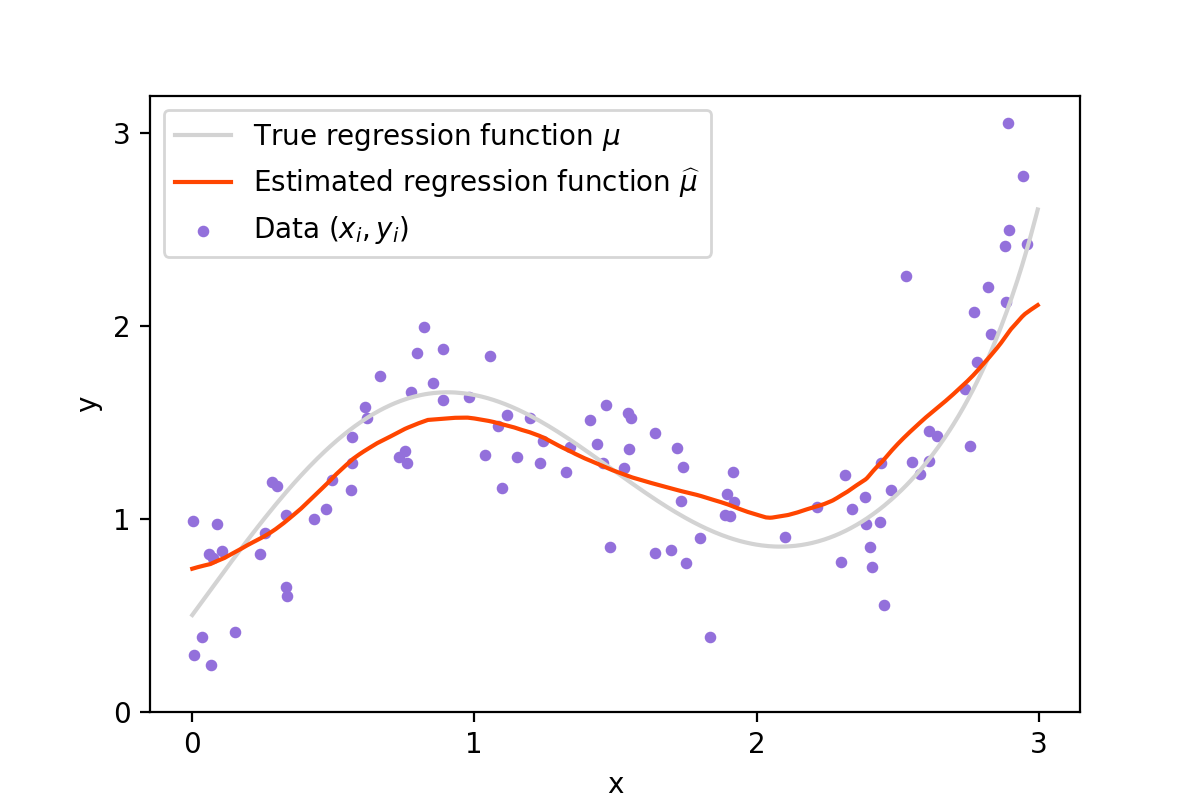 True regression function μ
Estimated regression function μ̂
Data (xᵢ, yᵢ)
3
2
1
0
y
0 1 2 3
x